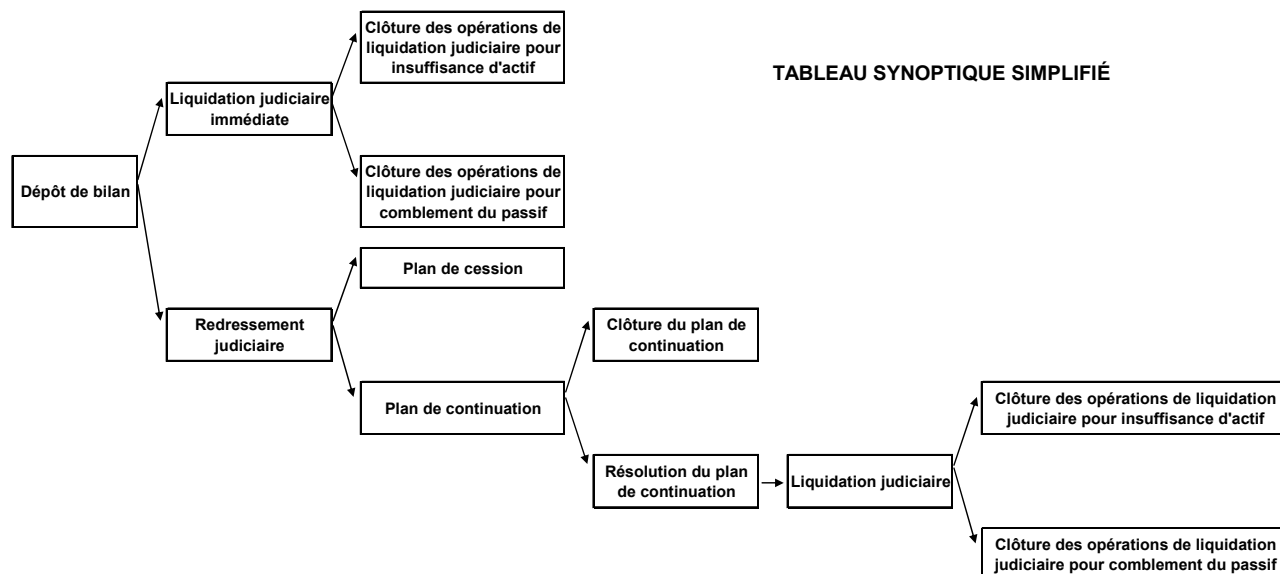 Clôture des opérations de
liquidation judiciaire pour
insuffisance d'actif
TABLEAU SYNOPTIQUE SIMPLIFIÉ
Liquidation judiciaire
immédiate
Dépôt de bilan
Clôture des opérations de
liquidation judiciaire pour
comblement du passif
Plan de cession
Redressement
judiciaire
Clôture du plan de
continuation
Plan de continuation
Clôture des opérations de liquidation
judiciaire pour insuffisance d'actif
Résolution du plan
de continuation
Liquidation judiciaire
Clôture des opérations de liquidation
judiciaire pour comblement du passif